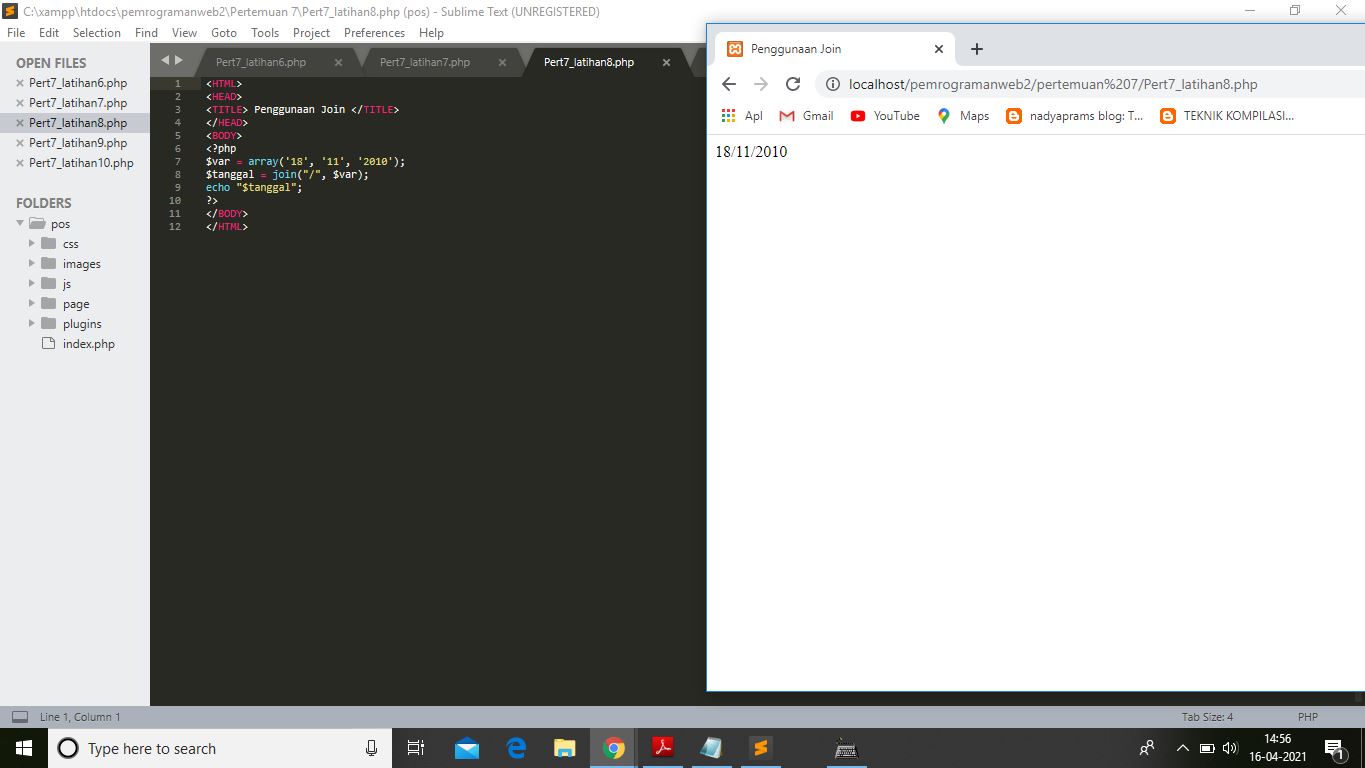 C:\xampp\htdocs\pemrogramanweb2\Pertemuan 7\Pert7_latihan8.php (pos) - Sublime Text (UNREGISTERED)
File Edit Selection Find View Goto Tools Project Preferences Help
OPEN FILES
Pert7_latihan6.php
Pert7_latihan7.php
Pert7_latihan8.php
Pert7_latihan9.php
Pert7_latihan10.php
FOLDERS
pos
css
images
js
page
plugins
index.php
Pert7_latihan6.php Pert7_latihan7.php Pert7_latihan8.php
1 <HTML>
2 <HEAD>
3 <TITLE> Penggunaan Join </TITLE>
4 </HEAD>
5 <BODY>
6 <?php
7 $var = array('18', '11', '2010');
8 $tanggal = join("/", $var);
9 echo "$tanggal";
10 ?>
11 </BODY>
12 </HTML>
Penggunaan Join
localhost/pemrogramanweb2/pertemuan%207/Pert7_latihan8.php
Apl Gmail YouTube Maps nadyaprams blog: T... TEKNIK KOMPILASI...
18/11/2010
Line 1, Column 1 Tab Size: 4 PHP
Type here to search
14:56
16-04-2021
1